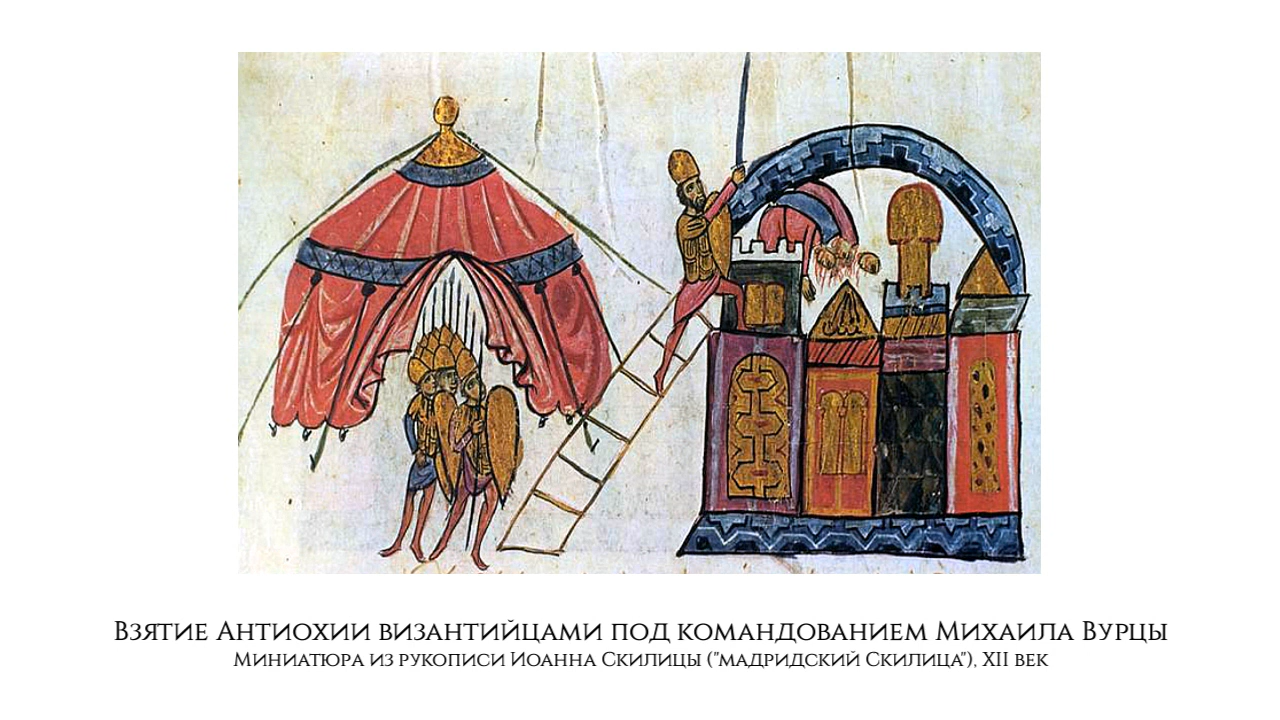 Взятие Антиохии византийцами под командованием Михаила Вурцы
Миниатюра из рукописи Иоанна Скилицы ("мадридский Скилица"), XII век